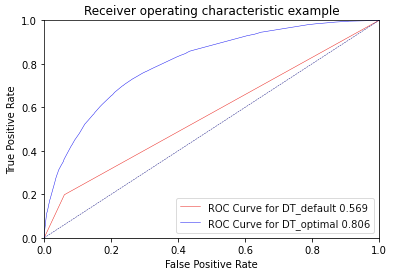 Receiver operating characteristic example
1.0
0.8
0.6
0.4
0.2
0.0
True Positive Rate
ROC Curve for DT_default 0.569
ROC Curve for DT_optimal 0.806
0.0 0.2 0.4 0.6 0.8 1.0
False Positive Rate